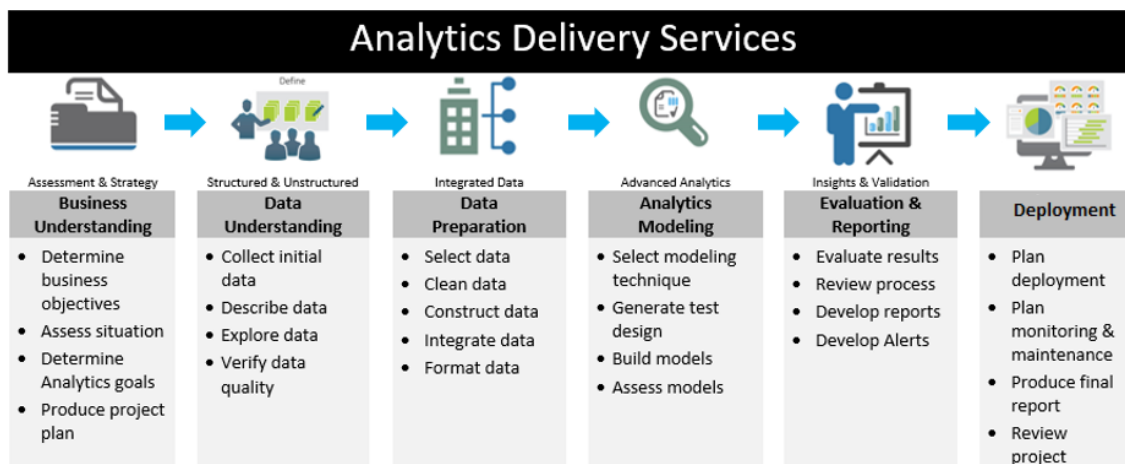 Analytics Delivery Services
Define
Assessment & Strategy
Business
Understanding
• Determine
business
objectives
• Assess situation
• Determine
Analytics goals
• Produce project
plan
Structured & Unstructured
Data
Understanding
• Collect initial
data
• Describe data
• Explore data
• Verify data
quality
Integrated Data
Data
Preparation
• Select data
• Clean data
• Construct data
• Integrate data
• Format data
Advanced Analytics
Analytics
Modeling
• Select modeling
technique
• Generate test
design
• Build models
• Assess models
Insights & Validation
Evaluation &
Reporting
• Evaluate results
• Review process
• Develop reports
• Develop Alerts
Deployment
• Plan
deployment
• Plan
monitoring &
maintenance
• Produce final
report
• Review
project